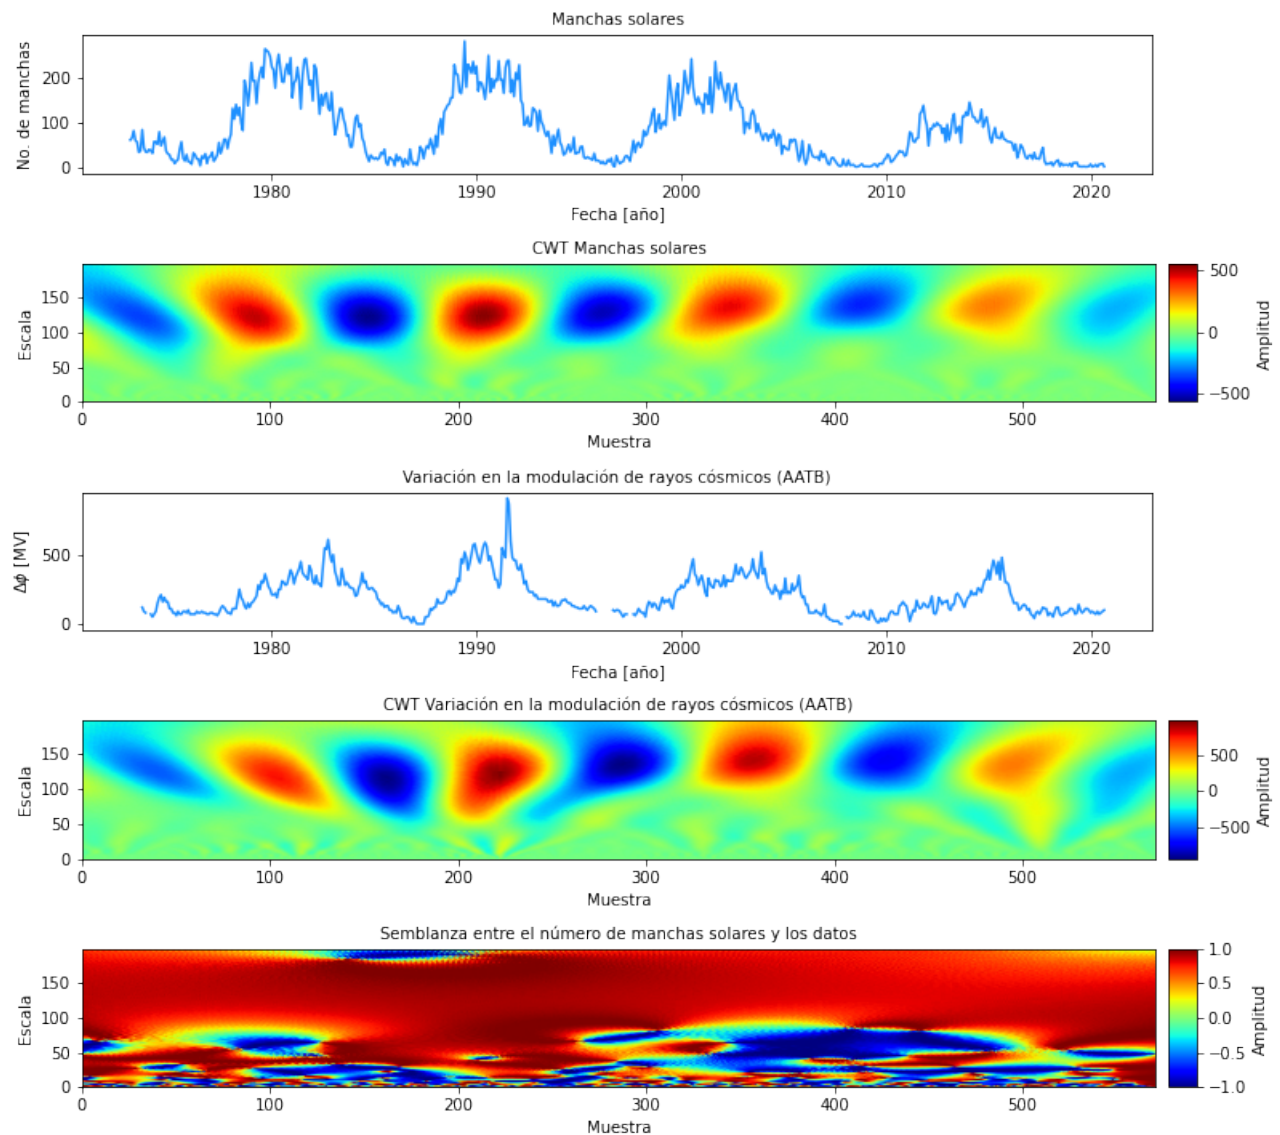 Manchas solares
No. de manchas
200
100
0
1980 1990 2000 2010 2020
Fecha [año]
CWT Manchas solares
Escala
150
100
50
0
0 100 200 300 400 500
Muestra
500
0
−500
Amplitud
Variación en la modulación de rayos cósmicos (AATB)
Δϕ [MV]
500
0
1980 1990 2000 2010 2020
Fecha [año]
CWT Variación en la modulación de rayos cósmicos (AATB)
Escala
150
100
50
0
0 100 200 300 400 500
Muestra
500
0
−500
Amplitud
Semblanza entre el número de manchas solares y los datos
Escala
150
100
50
0
0 100 200 300 400 500
Muestra
1.0
0.5
0.0
−0.5
−1.0
Amplitud